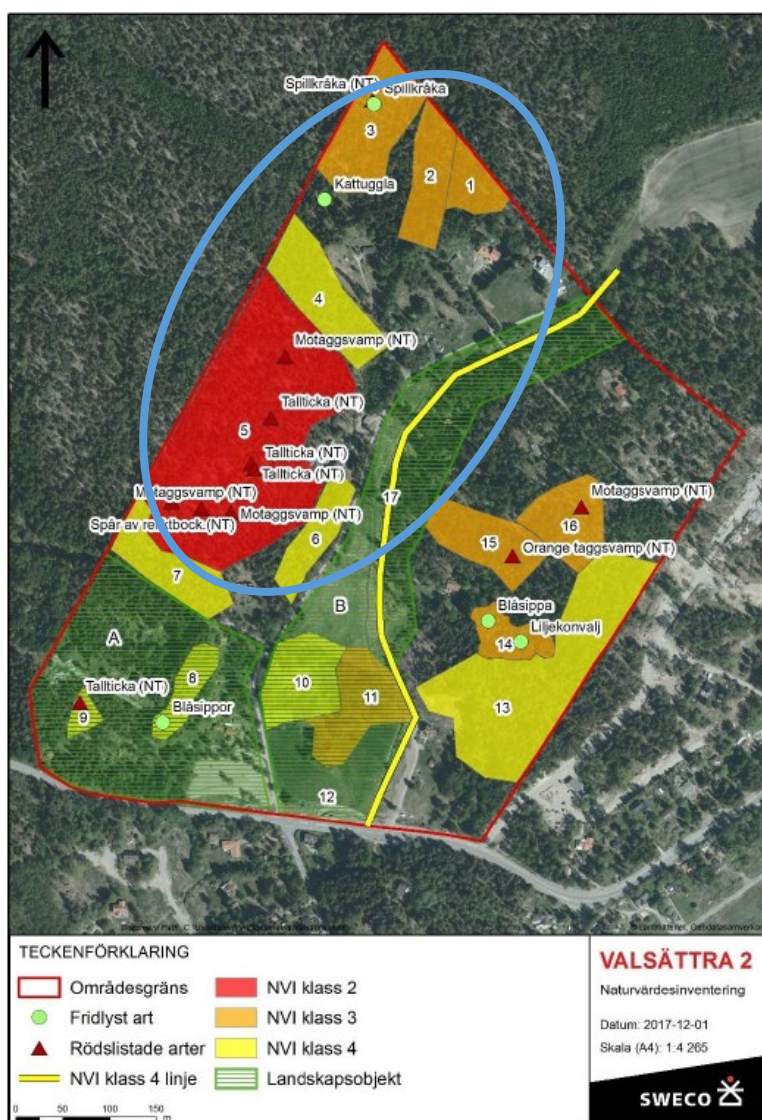 Spillkråka (NT)
Spillkråka
3
2
1
Kattuggla
4
Motaggsvamp (NT)
Tallticka (NT)
5
Tallticka (NT)
Tallticka (NT)
Motaggsvamp (NT)
Motaggsvamp (NT)
17
Motaggsvamp (NT)
16
Spår av (NT)
6
15
Orange taggsvamp (NT)
7
B
Blåsippa
A
Liljekonvalj
14
8
10
Tallticka (NT)
11
13
9
Blåsippor
12
TECKENFÖRKLARING
Områdesgräns
Fridlyst art
Rödslistade arter
NVI klass 4 linje
NVI klass 2
NVI klass 3
NVI klass 4
Landskapsobjekt
0 50 100 150
m
VALSÄTTRA 2
Naturvärdesinventering
Datum: 2017-12-01
Skala (A4): 1:4 265
SWECO